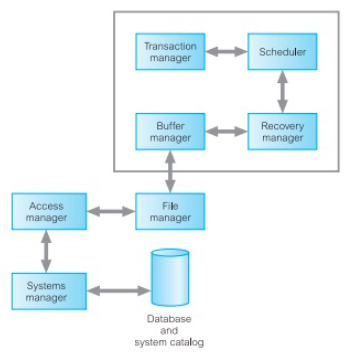 Transaction
manager
Scheduler
Buffer
manager
Recovery
manager
Access
manager
File
manager
Systems
manager
Database
and
system catalog